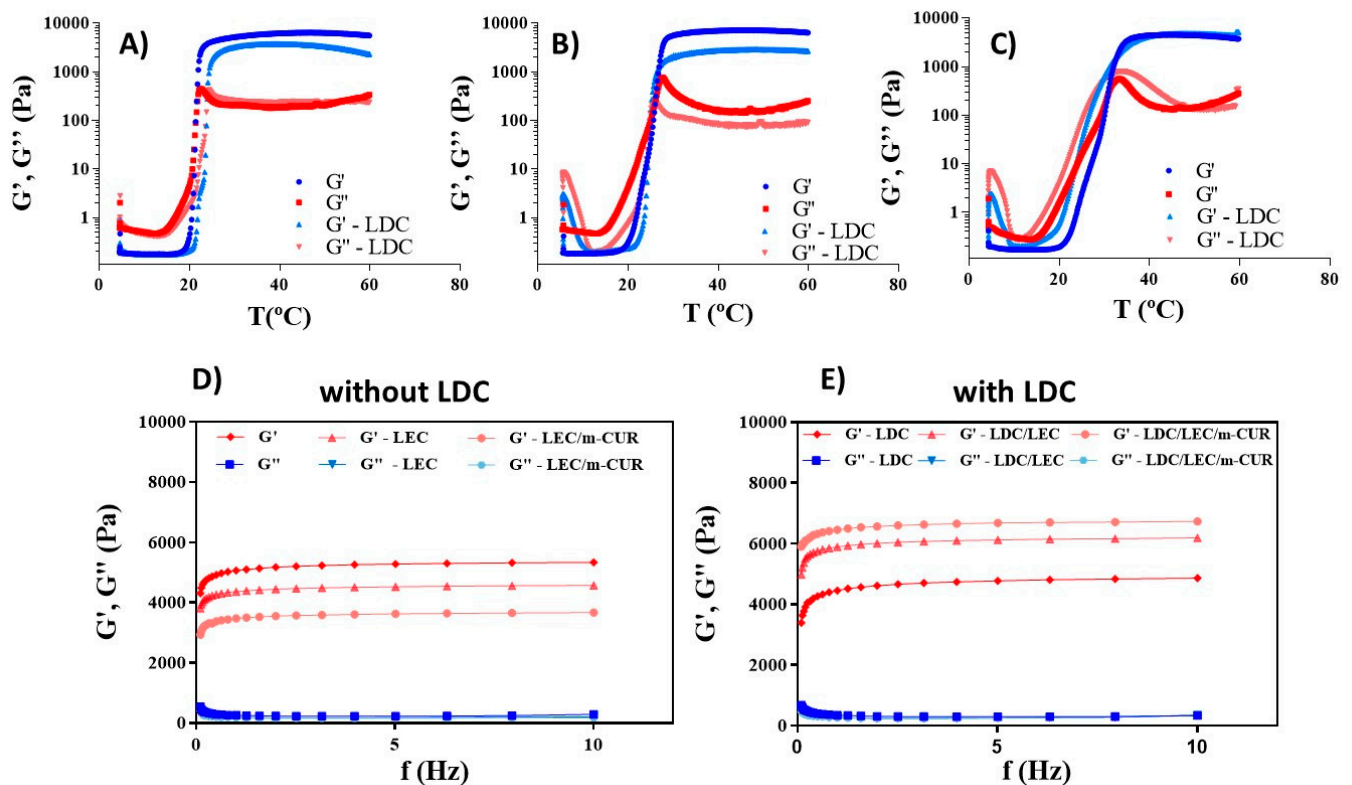 A)
G', G'' (Pa)
10000
1000
100
10
1
G'
G"
G' - LDC
G" - LDC
0 20 40 60 80
T(ºC)
B)
G', G'' (Pa)
10000
1000
100
10
1
G'
G"
G' - LDC
G" - LDC
0 20 40 60 80
T (ºC)
C)
G', G'' (Pa)
10000
1000
100
10
1
G'
G"
G' - LDC
G" - LDC
0 20 40 60 80
T (ºC)
D)
without LDC
G', G" (Pa)
10000
8000
6000
4000
2000
0
G' G' - LEC G' - LEC/m-CUR
G" G" - LEC G" - LEC/m-CUR
0 5 10
f (Hz)
E)
with LDC
G', G" (Pa)
10000
8000
6000
4000
2000
0
G' - LDC G' - LDC/LEC G' - LDC/LEC/m-CUR
G" - LDC G" - LDC/LEC G" - LDC/LEC/m-CUR
0 5 10
f (Hz)